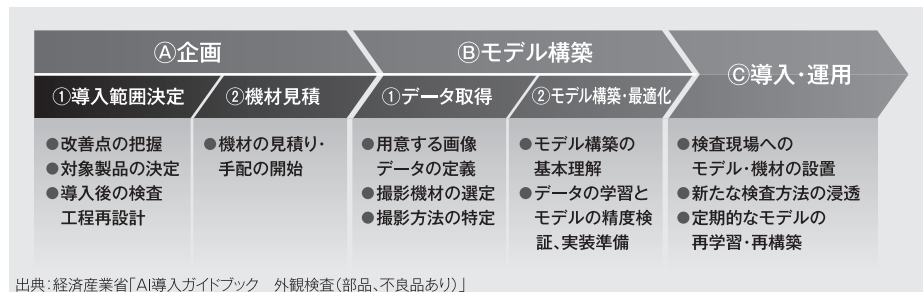 Ⓐ企画
Ⓑモデル構築
Ⓒ導入・運用
①導入範囲決定
②機材見積
①データ取得
②モデル構築・最適化
●改善点の把握
●対象製品の決定
●導入後の検査
工程再設計
●機材の見積り・
手配の開始
●用意する画像
データの定義
●撮影機材の選定
●撮影方法の特定
●モデル構築の
基本理解
●データの学習と
モデルの精度検
証、実装準備
●検査現場への
モデル・機材の設置
●新たな検査方法の浸透
●定期的なモデルの
再学習・再構築
出典：経済産業省「AI導入ガイドブック　外観検査（部品、不良品あり）」